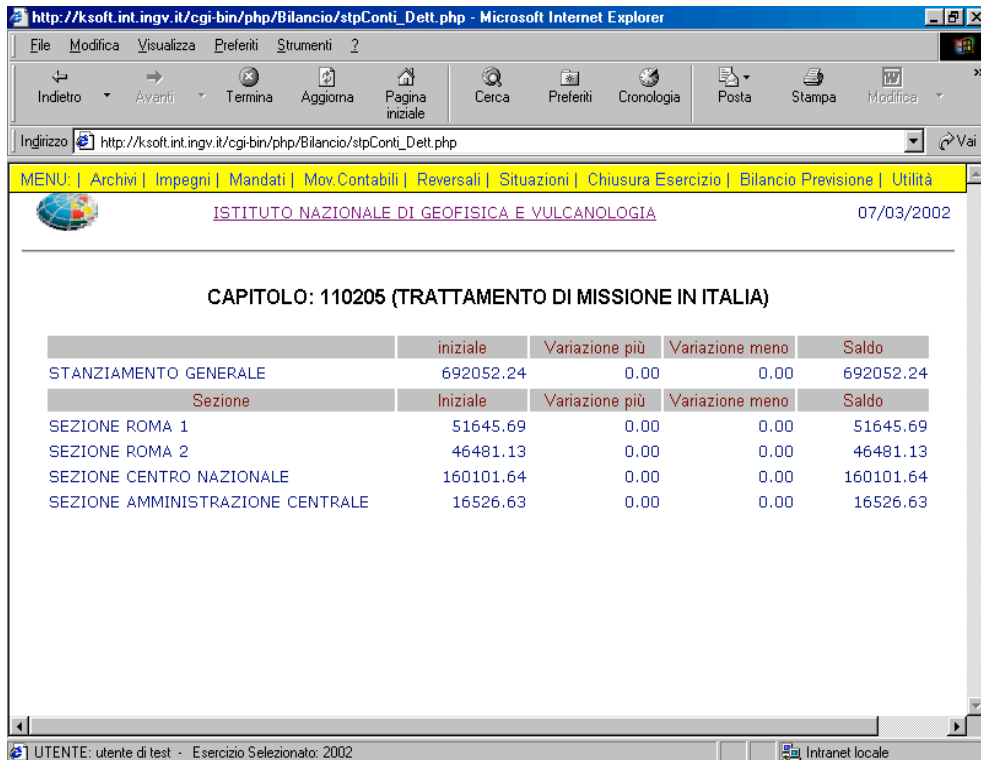 http://ksoft.int.ingv.it/cgi-bin/php/Bilancio/stpConti_Dett.php - Microsoft Internet Explorer
File Modifica Visualizza Preferiti Strumenti ?
Indietro Avanti Termina Aggiorna Pagina iniziale Cerca Preferiti Cronologia Posta Stampa Modifica »
Indirizzo http://ksoft.int.ingv.it/cgi-bin/php/Bilancio/stpConti_Dett.php Vai
MENU: | Archivi | Impegni | Mandati | Mov.Contabili | Reversali | Situazioni | Chiusura Esercizio | Bilancio Previsione | Utilità
ISTITUTO NAZIONALE DI GEOFISICA E VULCANOLOGIA 07/03/2002
CAPITOLO: 110205 (TRATTAMENTO DI MISSIONE IN ITALIA)
iniziale Variazione più Variazione meno Saldo
STANZIAMENTO GENERALE 692052.24 0.00 0.00 692052.24
Sezione Iniziale Variazione più Variazione meno Saldo
SEZIONE ROMA 1 51645.69 0.00 0.00 51645.69
SEZIONE ROMA 2 46481.13 0.00 0.00 46481.13
SEZIONE CENTRO NAZIONALE 160101.64 0.00 0.00 160101.64
SEZIONE AMMINISTRAZIONE CENTRALE 16526.63 0.00 0.00 16526.63
UTENTE: utente di test - Esercizio Selezionato: 2002 Intranet locale